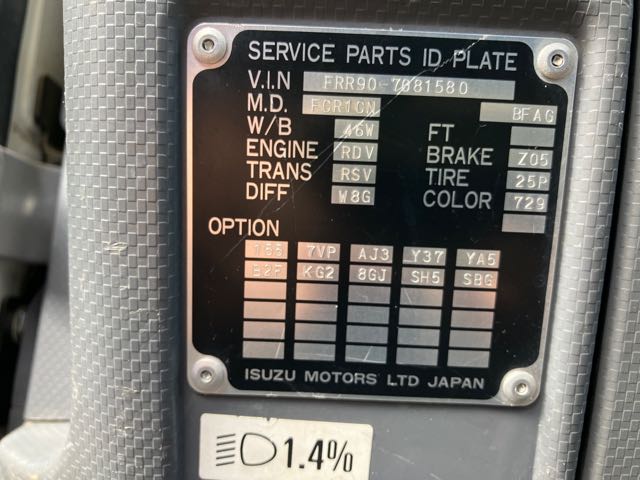 SERVICE PARTS ID PLATE
V.I.N FRR90-7081580
M.D. FCR1CN BFAG
W/B 46W FT
ENGINE RDV BRAKE Z05
TRANS RSV TIRE 25P
DIFF W8G COLOR 729
OPTION
7VP AJ3 Y37 YA5
B2F KG2 8GJ SH5 SBG
ISUZU MOTORS LTD JAPAN
1.4%